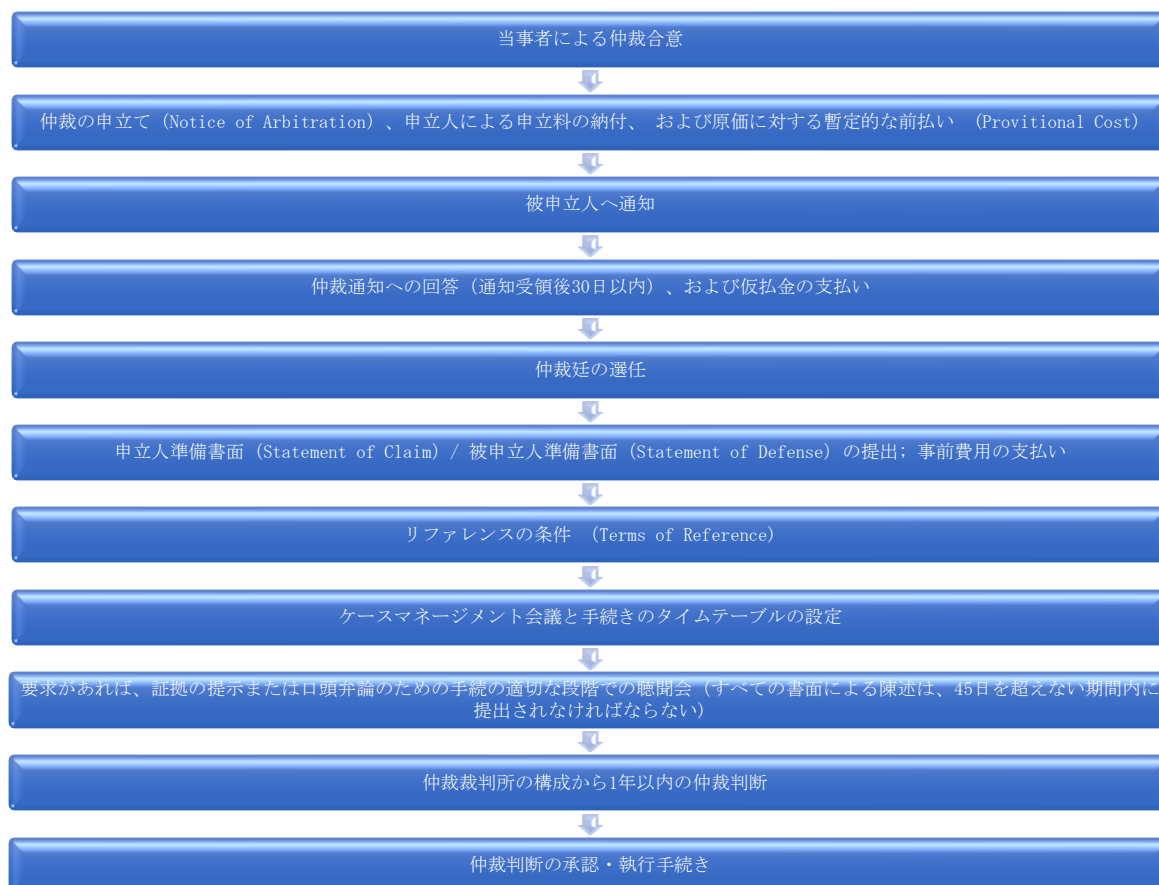 当事者による仲裁合意
仲裁の申立て (Notice of Arbitration) 、申立人による申立料の納付、 および原価に対する暫定的な前払い (Provitional Cost)
被申立人へ通知
仲裁通知への回答 (通知受領後30日以内) 、および仮払金の支払い
仲裁廷の選任
申立人準備書面 (Statement of Claim) / 被申立人準備書面 (Statement of Defense) の提出; 事前費用の支払い
リファレンスの条件 (Terms of Reference)
ケースマネージメント会議と手続きのタイムテーブルの設定
要求があれば、証拠の提示または口頭弁論のための手続の適切な段階での聴聞会 (すべての書面による陳述は、45日を超えない期間内に
提出されなければならない)
仲裁裁判所の構成から1年以内の仲裁判断
仲裁判断の承認・執行手続き